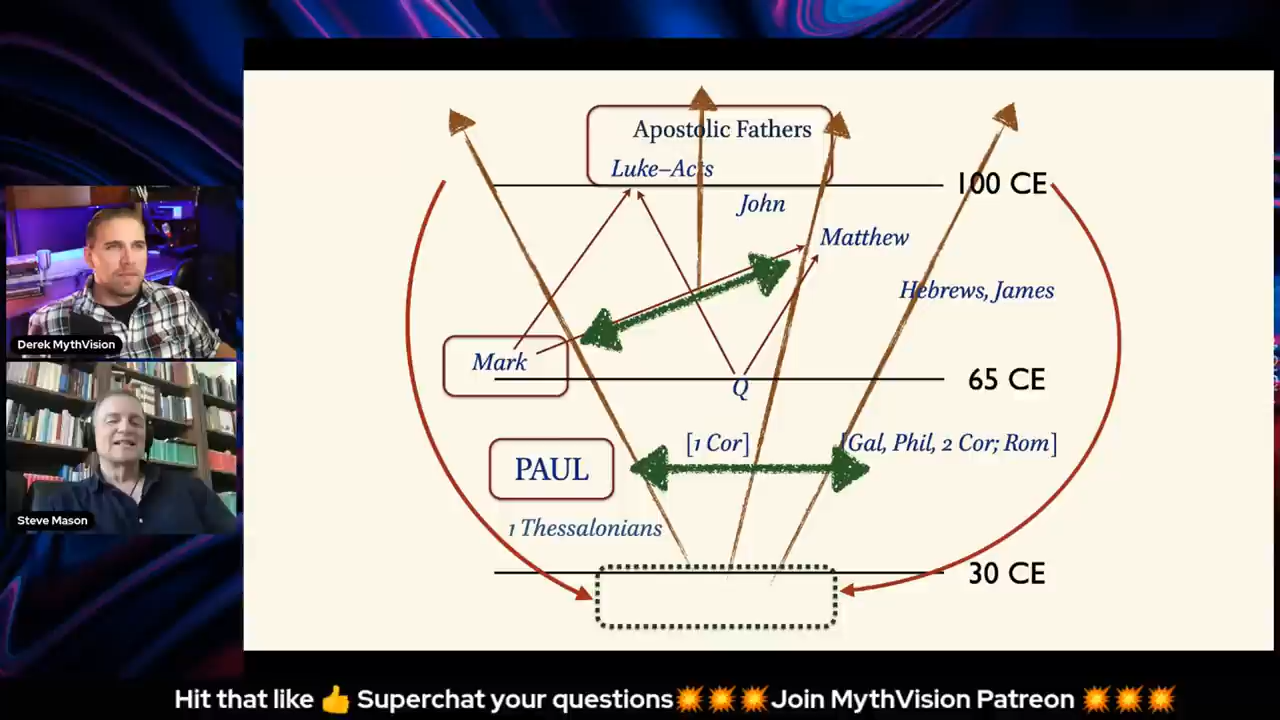 Apostolic Fathers
Luke–Acts
100 CE
John
Matthew
Hebrews, James
Mark
65 CE
Q
[1 Cor]
[Gal, Phil, 2 Cor; Rom]
PAUL
1 Thessalonians
30 CE
Derek MythVision
Steve Mason
Hit that like 👍 Superchat your questions💥💥💥Join MythVision Patreon 💥💥💥